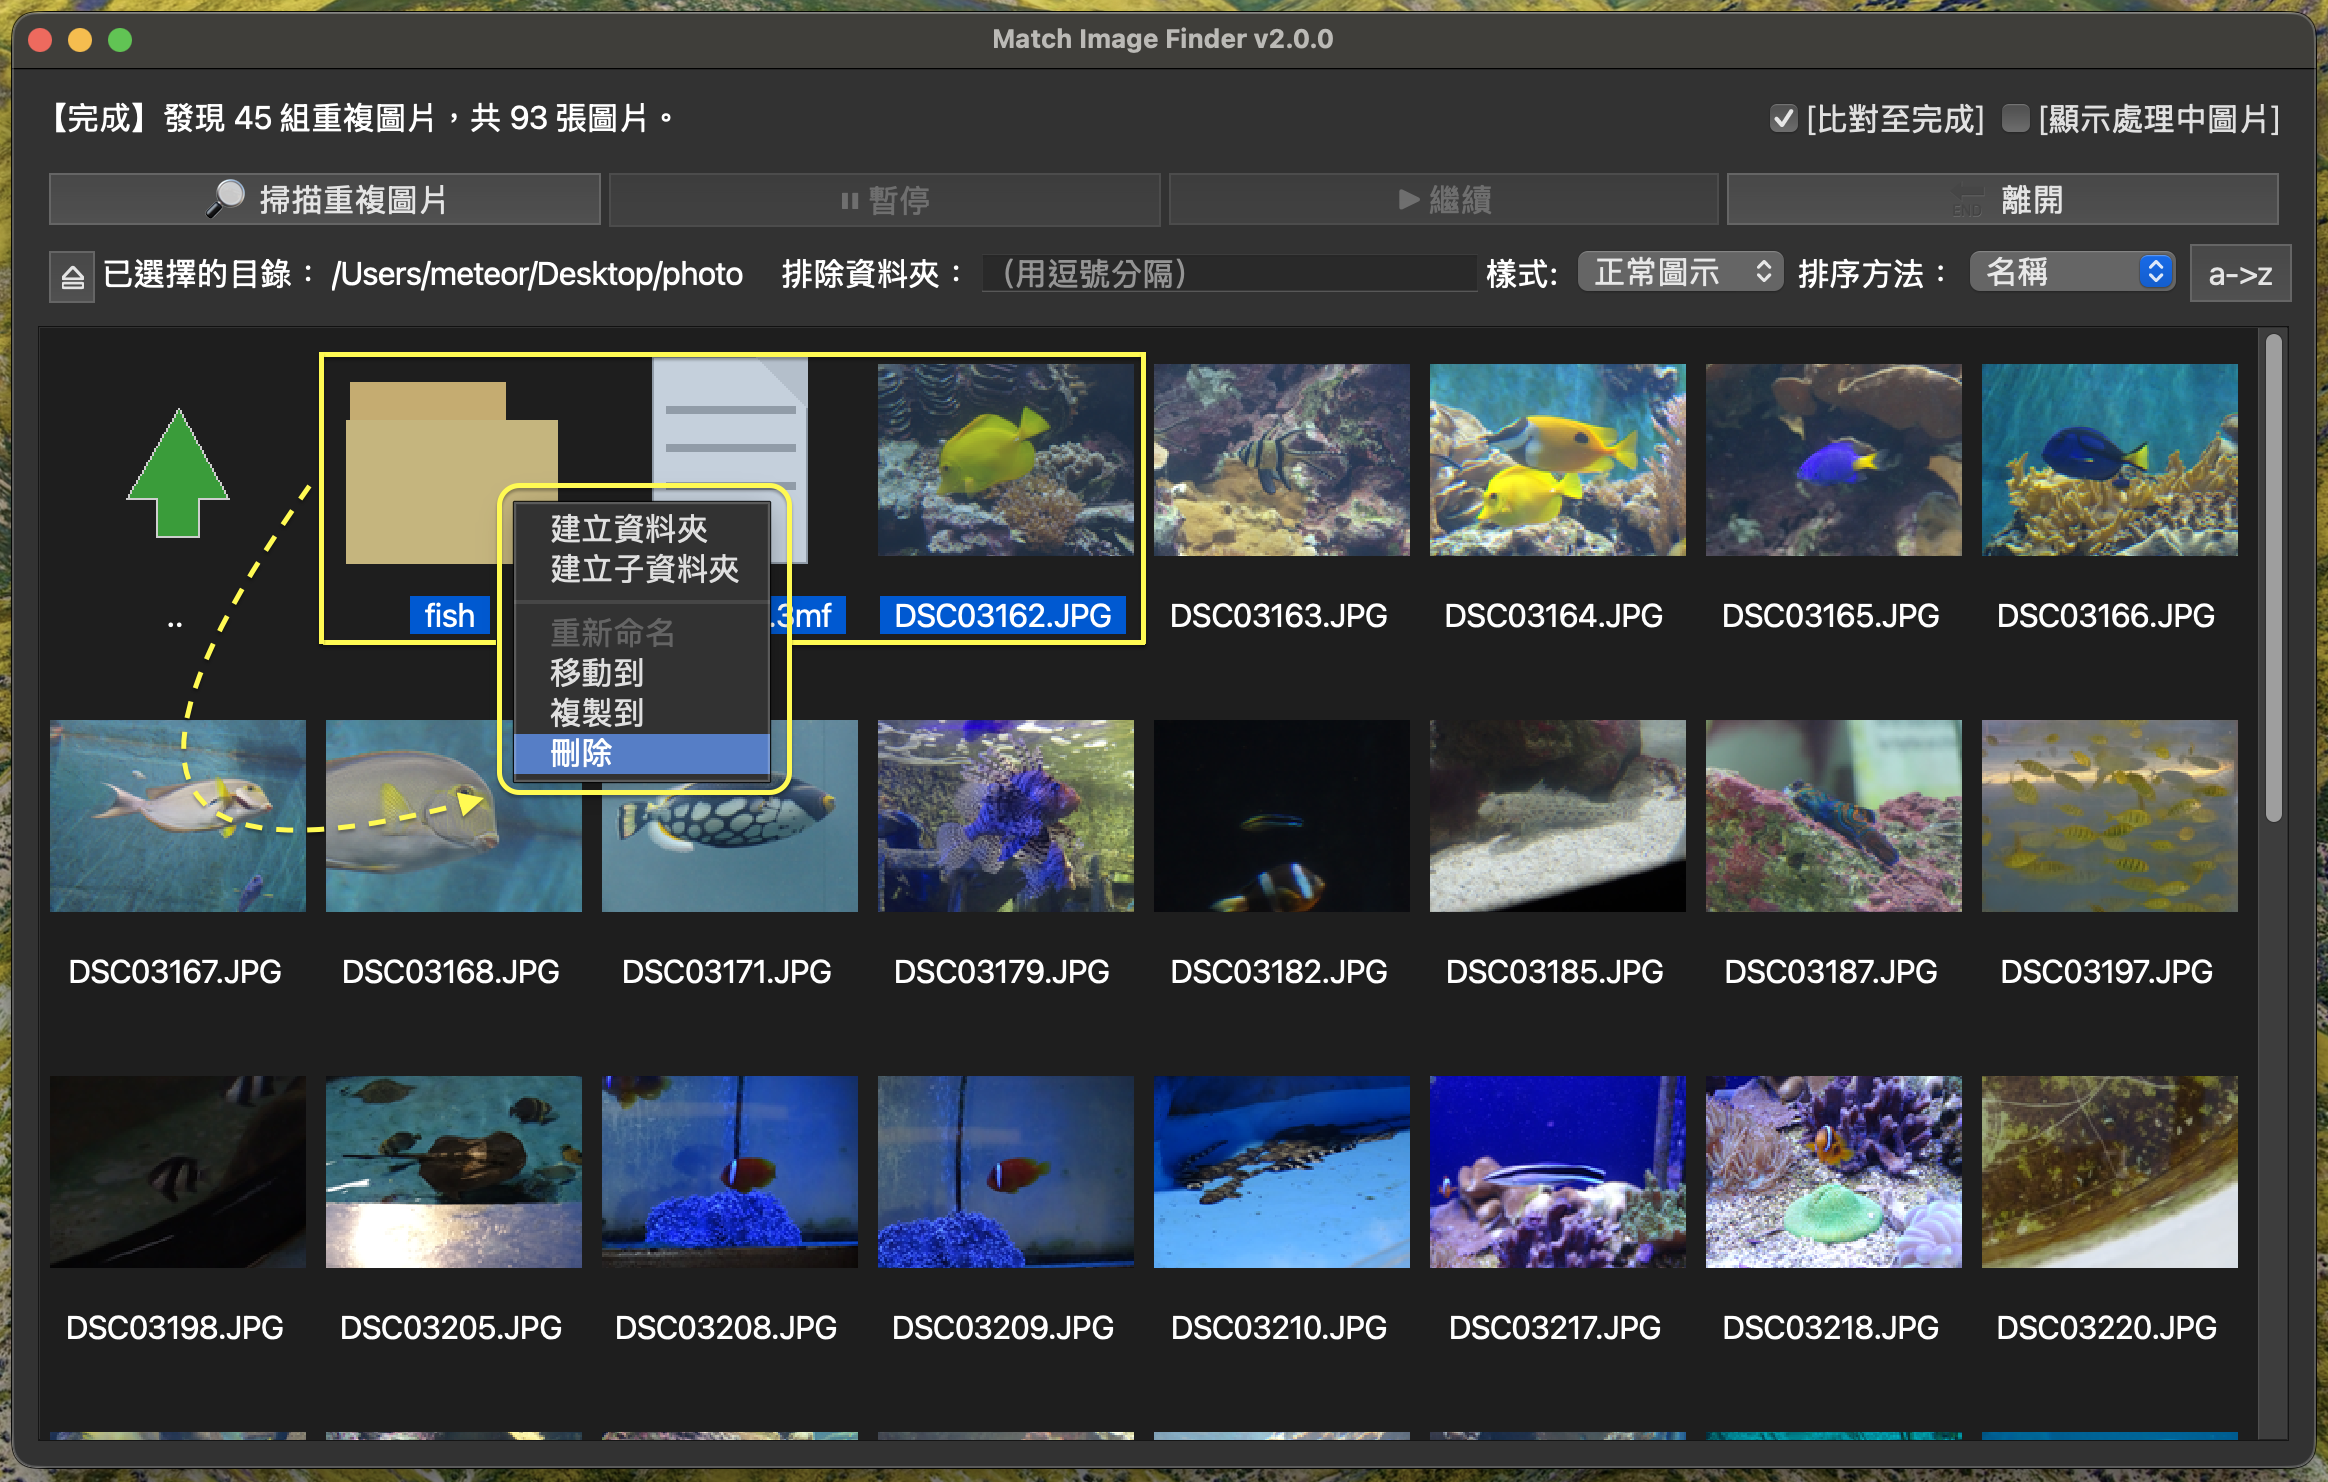 Match Image Finder v2.0.0
【完成】發現 45 組重複圖片，共 93 張圖片。
[比對至完成] [顯示處理中圖片]
掃描重複圖片 暫停 繼續 END 離開
已選擇的目錄： /Users/meteor/Desktop/photo 排除資料夾： （用逗號分隔） 樣式: 正常圖示 排序方法： 名稱 a->z
建立資料夾
建立子資料夾
重新命名
移動到
複製到
刪除
.. fish .3mf DSC03162.JPG DSC03163.JPG DSC03164.JPG DSC03165.JPG DSC03166.JPG
DSC03167.JPG DSC03168.JPG DSC03171.JPG DSC03179.JPG DSC03182.JPG DSC03185.JPG DSC03187.JPG DSC03197.JPG
DSC03198.JPG DSC03205.JPG DSC03208.JPG DSC03209.JPG DSC03210.JPG DSC03217.JPG DSC03218.JPG DSC03220.JPG